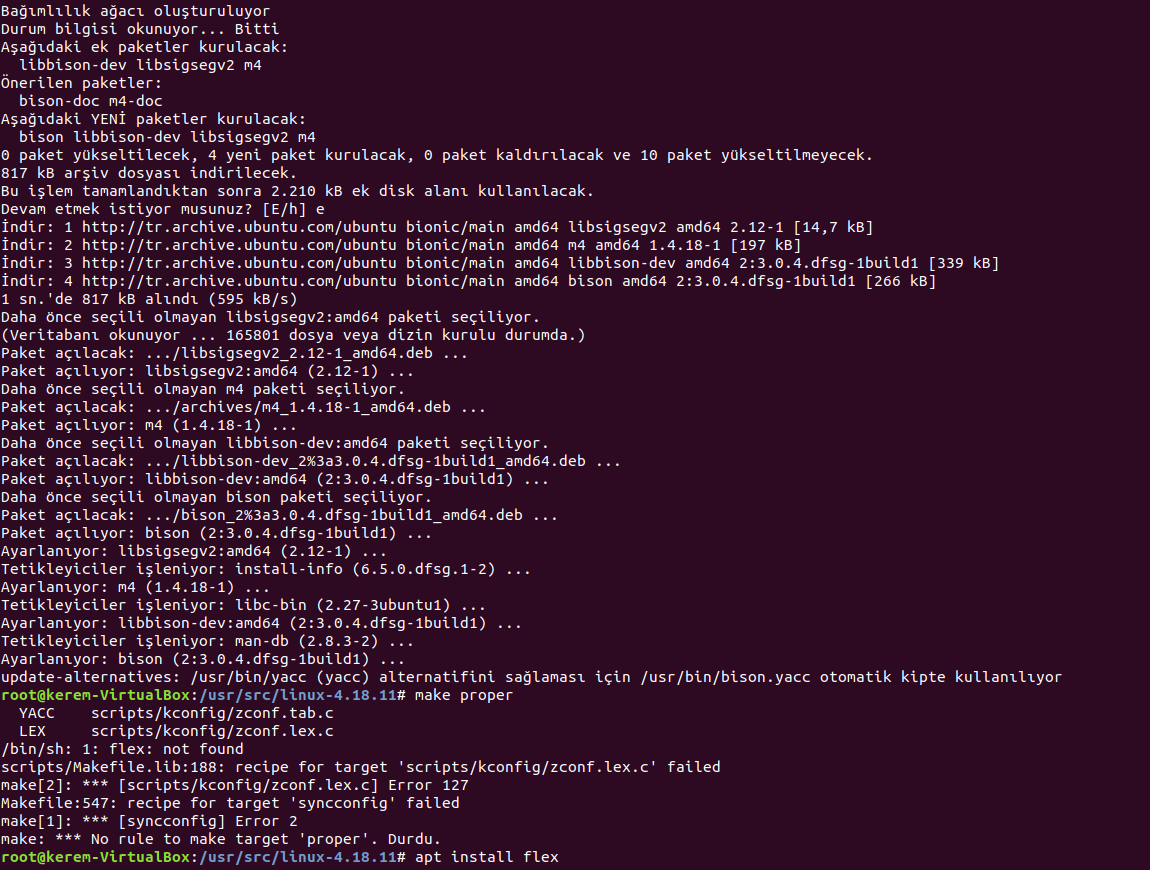 Bağımlılık ağacı oluşturuluyor
Durum bilgisi okunuyor... Bitti
Aşağıdaki ek paketler kurulacak:
  libbison-dev libsigsegv2 m4
Önerilen paketler:
  bison-doc m4-doc
Aşağıdaki YENİ paketler kurulacak:
  bison libbison-dev libsigsegv2 m4
0 paket yükseltilecek, 4 yeni paket kurulacak, 0 paket kaldırılacak ve 10 paket yükseltilmeyecek.
817 kB arşiv dosyası indirilecek.
Bu işlem tamamlandıktan sonra 2.210 kB ek disk alanı kullanılacak.
Devam etmek istiyor musunuz? [E/h] e
İndir: 1 http://tr.archive.ubuntu.com/ubuntu bionic/main amd64 libsigsegv2 amd64 2.12-1 [14,7 kB]
İndir: 2 http://tr.archive.ubuntu.com/ubuntu bionic/main amd64 m4 amd64 1.4.18-1 [197 kB]
İndir: 3 http://tr.archive.ubuntu.com/ubuntu bionic/main amd64 libbison-dev amd64 2:3.0.4.dfsg-1build1 [339 kB]
İndir: 4 http://tr.archive.ubuntu.com/ubuntu bionic/main amd64 bison amd64 2:3.0.4.dfsg-1build1 [266 kB]
1 sn.'de 817 kB alındı (595 kB/s)
Daha önce seçili olmayan libsigsegv2:amd64 paketi seçiliyor.
(Veritabanı okunuyor ... 165801 dosya veya dizin kurulu durumda.)
Paket açılacak: .../libsigsegv2_2.12-1_amd64.deb ...
Paket açılıyor: libsigsegv2:amd64 (2.12-1) ...
Daha önce seçili olmayan m4 paketi seçiliyor.
Paket açılacak: .../archives/m4_1.4.18-1_amd64.deb ...
Paket açılıyor: m4 (1.4.18-1) ...
Daha önce seçili olmayan libbison-dev:amd64 paketi seçiliyor.
Paket açılacak: .../libbison-dev_2%3a3.0.4.dfsg-1build1_amd64.deb ...
Paket açılıyor: libbison-dev:amd64 (2:3.0.4.dfsg-1build1) ...
Daha önce seçili olmayan bison paketi seçiliyor.
Paket açılacak: .../bison_2%3a3.0.4.dfsg-1build1_amd64.deb ...
Paket açılıyor: bison (2:3.0.4.dfsg-1build1) ...
Ayarlanıyor: libsigsegv2:amd64 (2.12-1) ...
Tetikleyiciler işleniyor: install-info (6.5.0.dfsg.1-2) ...
Ayarlanıyor: m4 (1.4.18-1) ...
Tetikleyiciler işleniyor: libc-bin (2.27-3ubuntu1) ...
Ayarlanıyor: libbison-dev:amd64 (2:3.0.4.dfsg-1build1) ...
Tetikleyiciler işleniyor: man-db (2.8.3-2) ...
Ayarlanıyor: bison (2:3.0.4.dfsg-1build1) ...
update-alternatives: /usr/bin/yacc (yacc) alternatifini sağlaması için /usr/bin/bison.yacc otomatik kipte kullanılıyor
root@kerem-VirtualBox:/usr/src/linux-4.18.11# make proper
  YACC    scripts/kconfig/zconf.tab.c
  LEX     scripts/kconfig/zconf.lex.c
/bin/sh: 1: flex: not found
scripts/Makefile.lib:188: recipe for target 'scripts/kconfig/zconf.lex.c' failed
make[2]: *** [scripts/kconfig/zconf.lex.c] Error 127
Makefile:547: recipe for target 'syncconfig' failed
make[1]: *** [syncconfig] Error 2
make: *** No rule to make target 'proper'. Durdu.
root@kerem-VirtualBox:/usr/src/linux-4.18.11# apt install flex